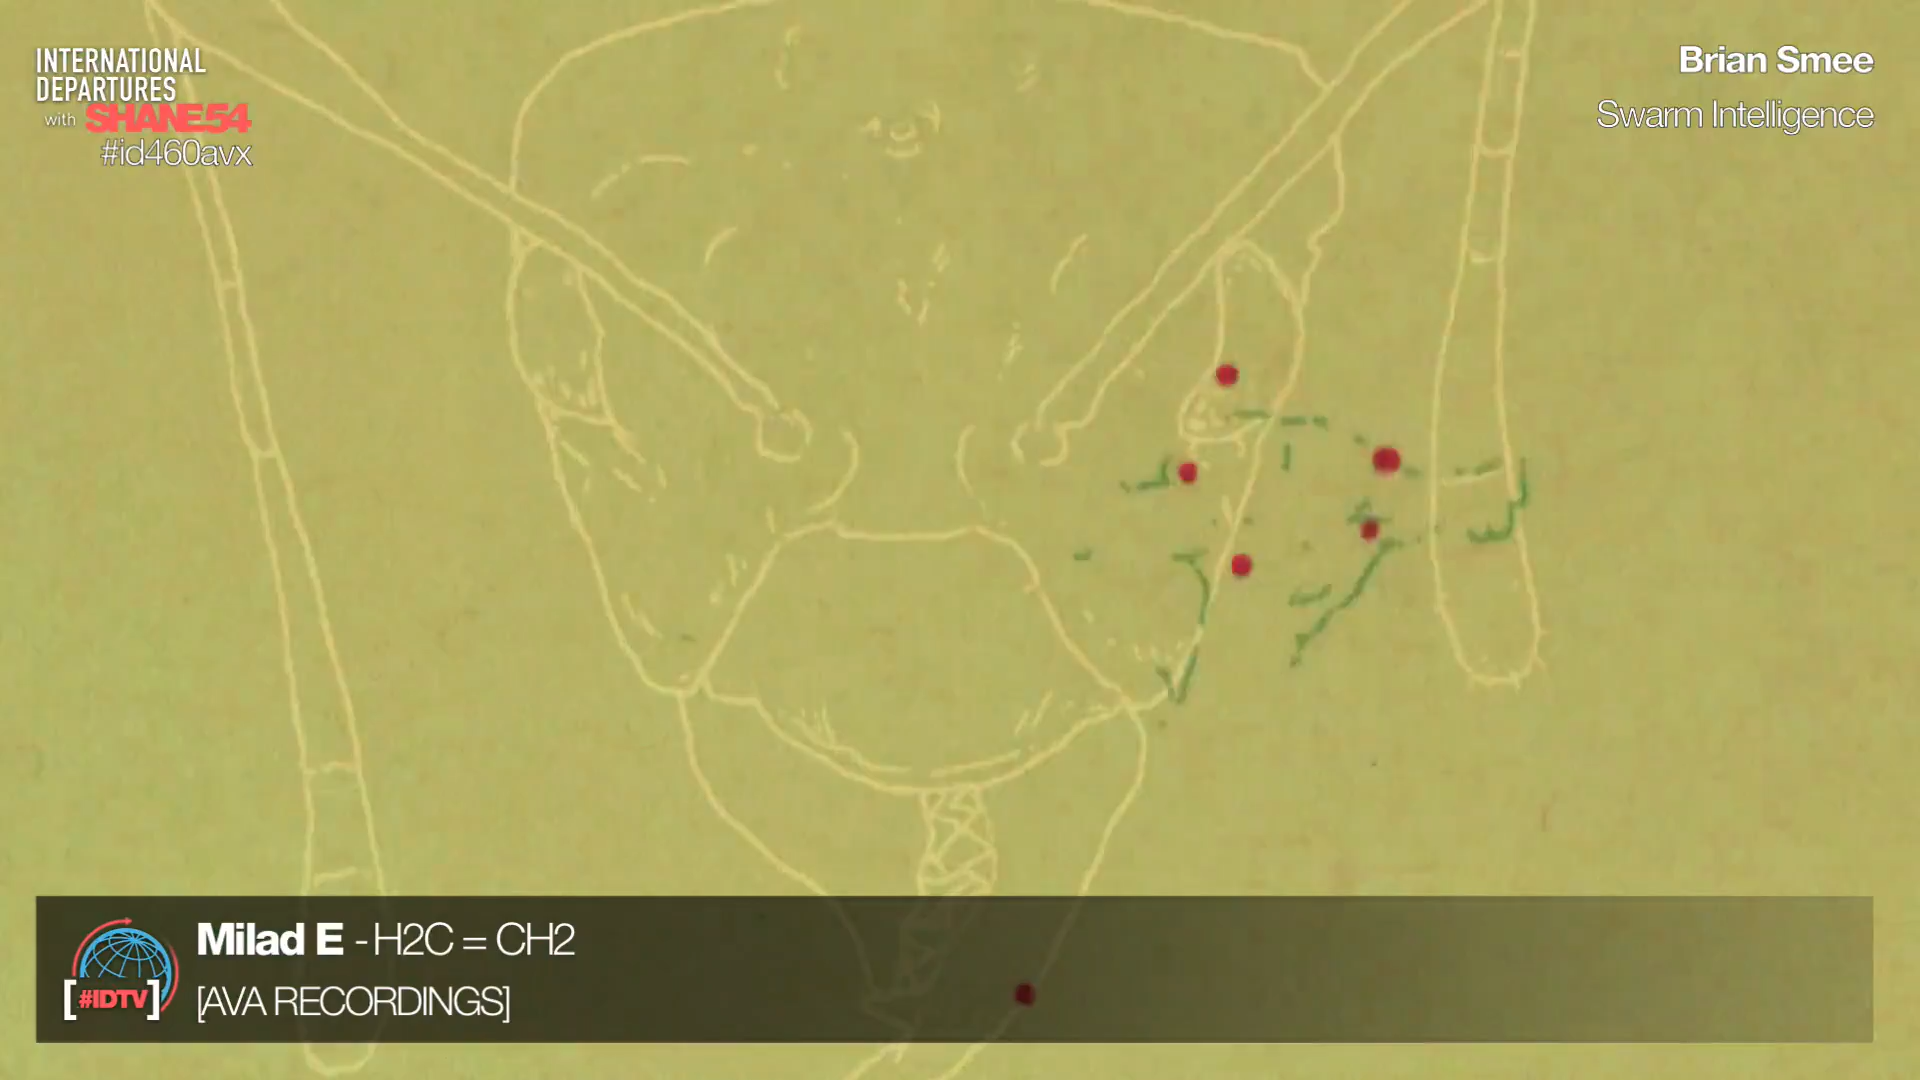 INTERNATIONAL
DEPARTURES
with SHANE54
#id460avx
Brian Smee
Swarm Intelligence
Milad E - H2C = CH2
[#IDTV]
[AVA RECORDINGS]